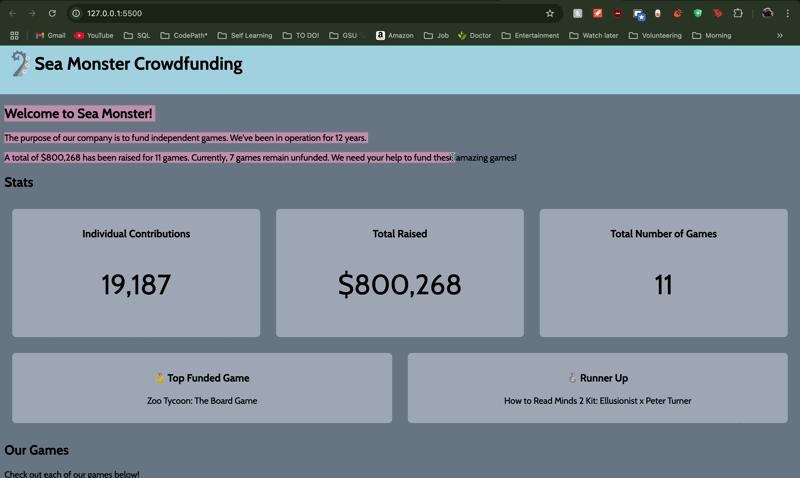 127.0.0.1:5500
Gmail YouTube SQL CodePath* Self Learning TO DO! GSU Amazon Job Doctor Entertainment Watch later Volunteering Morning »
Sea Monster Crowdfunding
Welcome to Sea Monster!
The purpose of our company is to fund independent games. We've been in operation for 12 years.
A total of $800,268 has been raised for 11 games. Currently, 7 games remain unfunded. We need your help to fund these amazing games!
Stats
Individual Contributions Total Raised Total Number of Games
19,187 $800,268 11
🥇 Top Funded Game 🥈 Runner Up
Zoo Tycoon: The Board Game How to Read Minds 2 Kit: Ellusionist x Peter Turner
Our Games
Check out each of our games below!